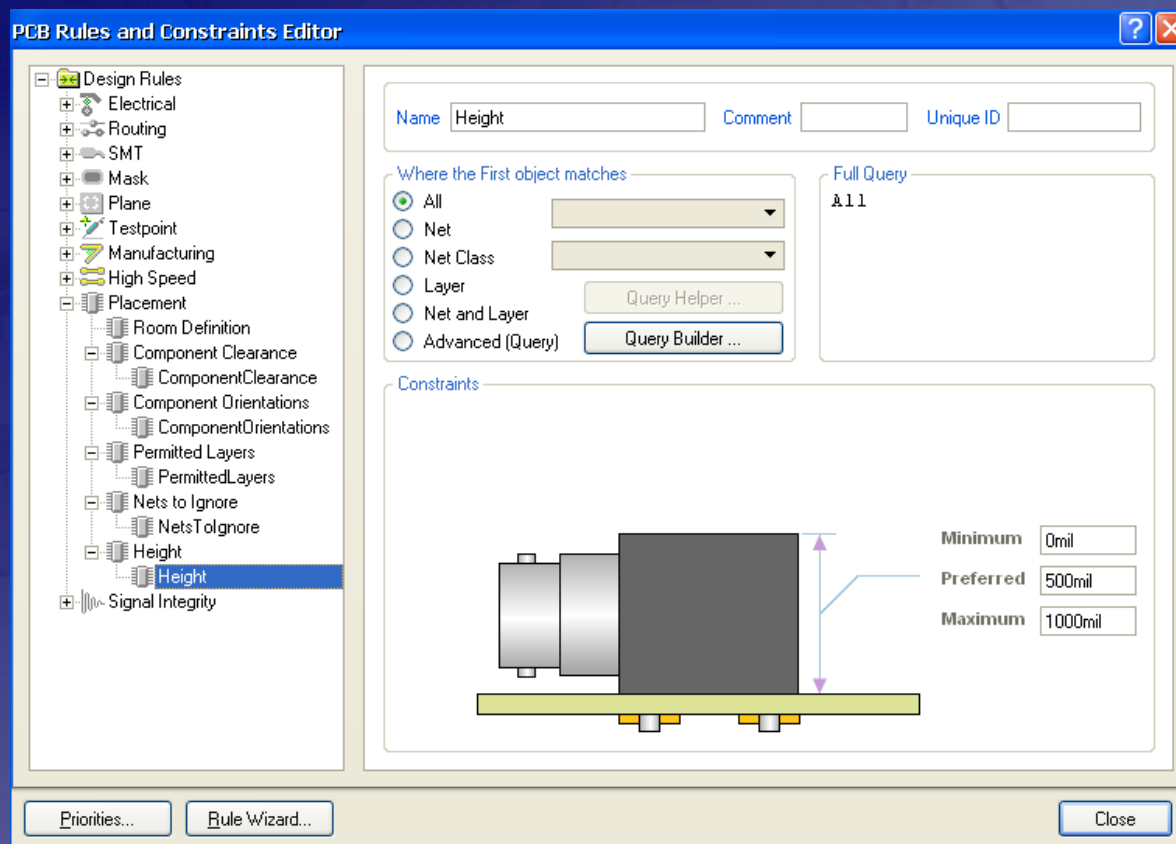 PCB Rules and Constraints Editor
Design Rules
Electrical
Routing
SMT
Mask
Plane
Testpoint
Manufacturing
High Speed
Placement
Room Definition
Component Clearance
ComponentClearance
Component Orientations
ComponentOrientations
Permitted Layers
PermittedLayers
Nets to Ignore
NetsToIgnore
Height
Height
Signal Integrity
Name Height Comment Unique ID
Where the First object matches
All
Net
Net Class
Layer
Net and Layer
Advanced (Query)
Query Helper ...
Query Builder ...
Full Query
All
Constraints
Minimum 0mil
Preferred 500mil
Maximum 1000mil
Priorities... Rule Wizard... Close